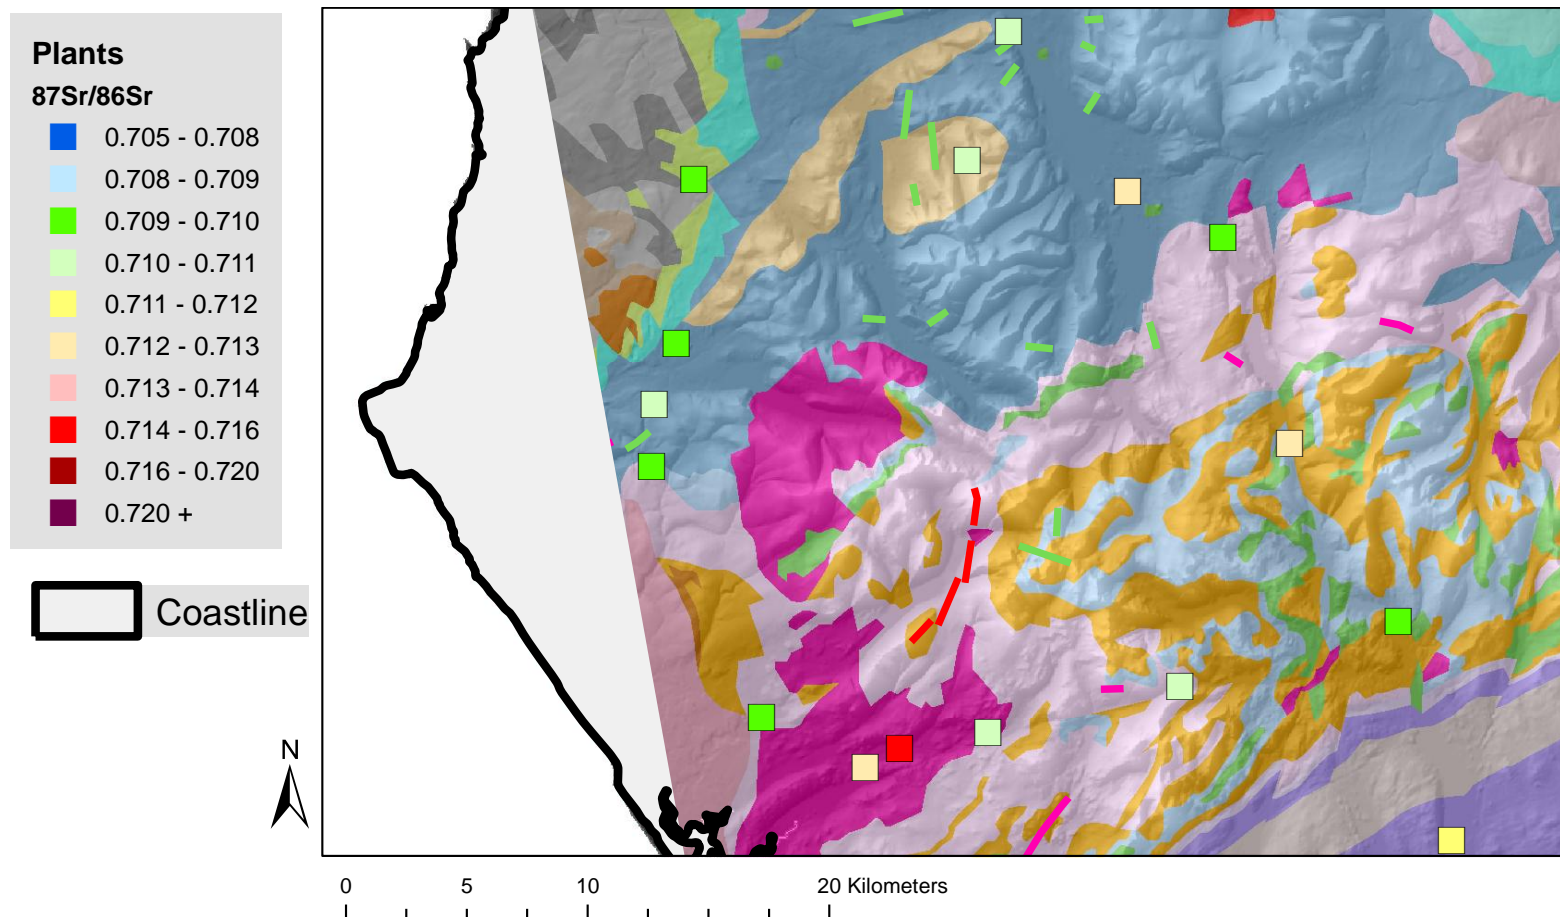 Plants
87Sr/86Sr
0.705 - 0.708
0.708 - 0.709
0.709 - 0.710
0.710 - 0.711
0.711 - 0.712
0.712 - 0.713
0.713 - 0.714
0.714 - 0.716
0.716 - 0.720
0.720 +
Coastline
N
0 5 10 20 Kilometers